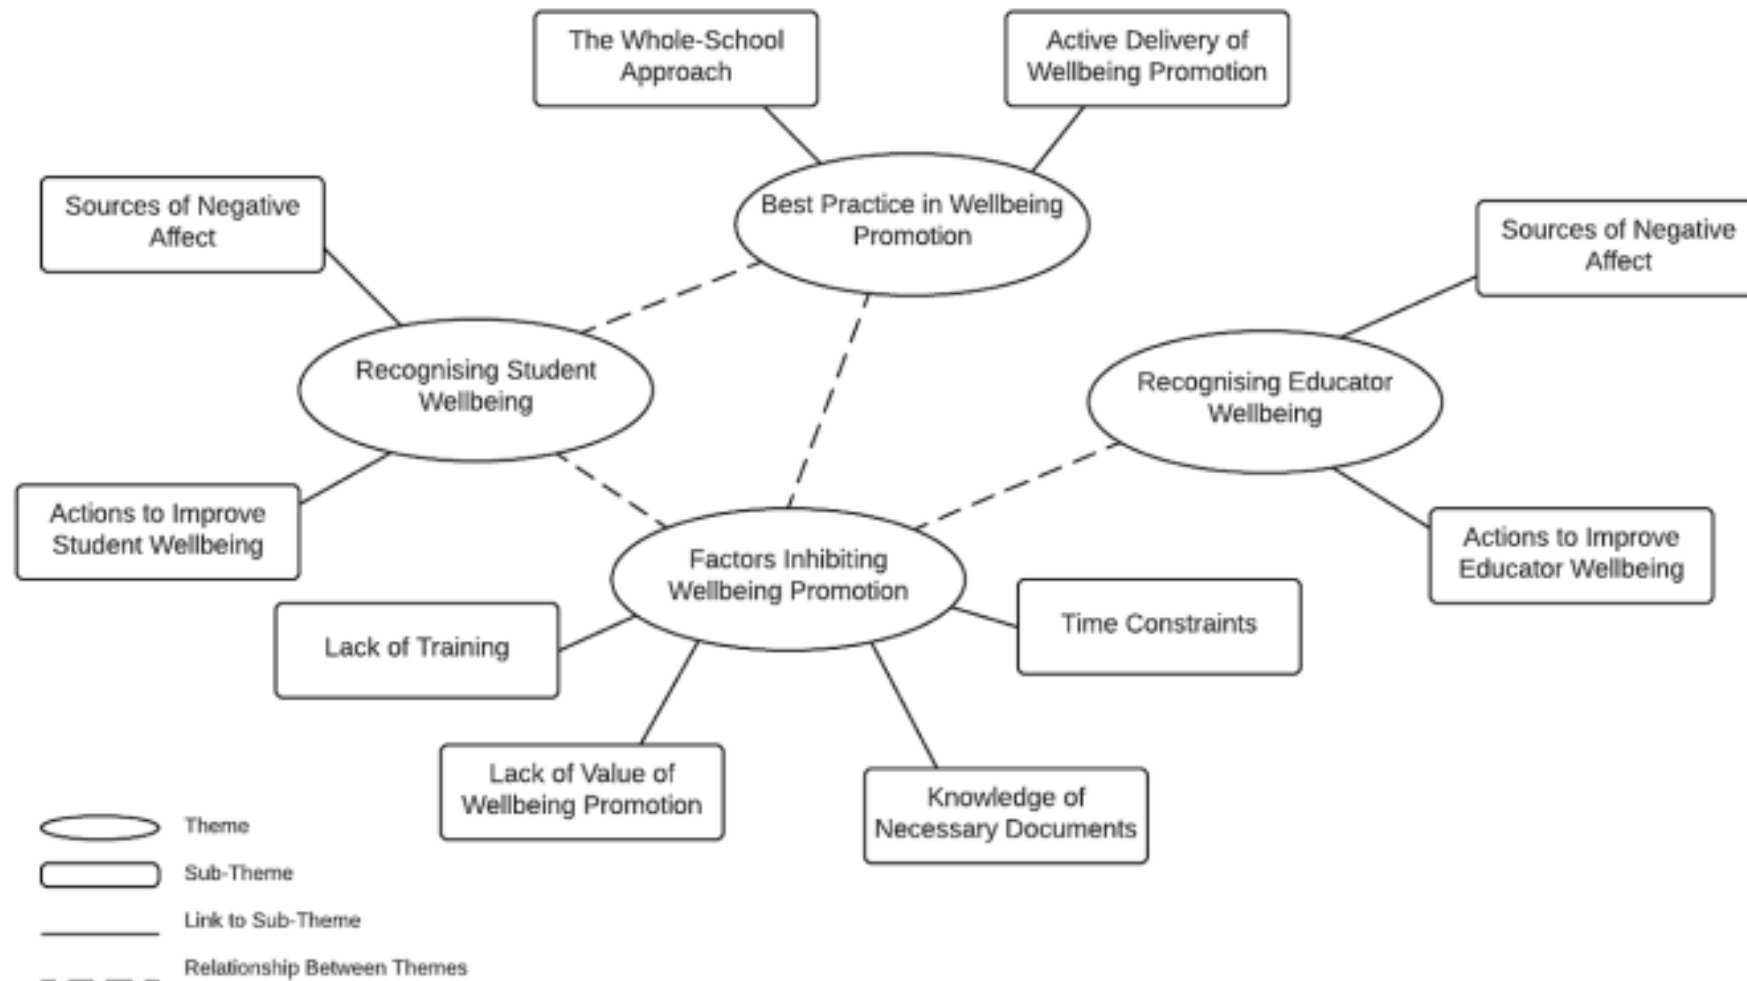 The Whole-School
Approach
Active Delivery of
Wellbeing Promotion
Sources of Negative
Affect
Best Practice in Wellbeing
Promotion
Sources of Negative
Affect
Recognising Student
Wellbeing
Recognising Educator
Wellbeing
Actions to Improve
Student Wellbeing
Factors Inhibiting
Wellbeing Promotion
Actions to Improve
Educator Wellbeing
Lack of Training
Time Constraints
Lack of Value of
Wellbeing Promotion
Knowledge of
Necessary Documents
Theme
Sub-Theme
Link to Sub-Theme
Relationship Between Themes